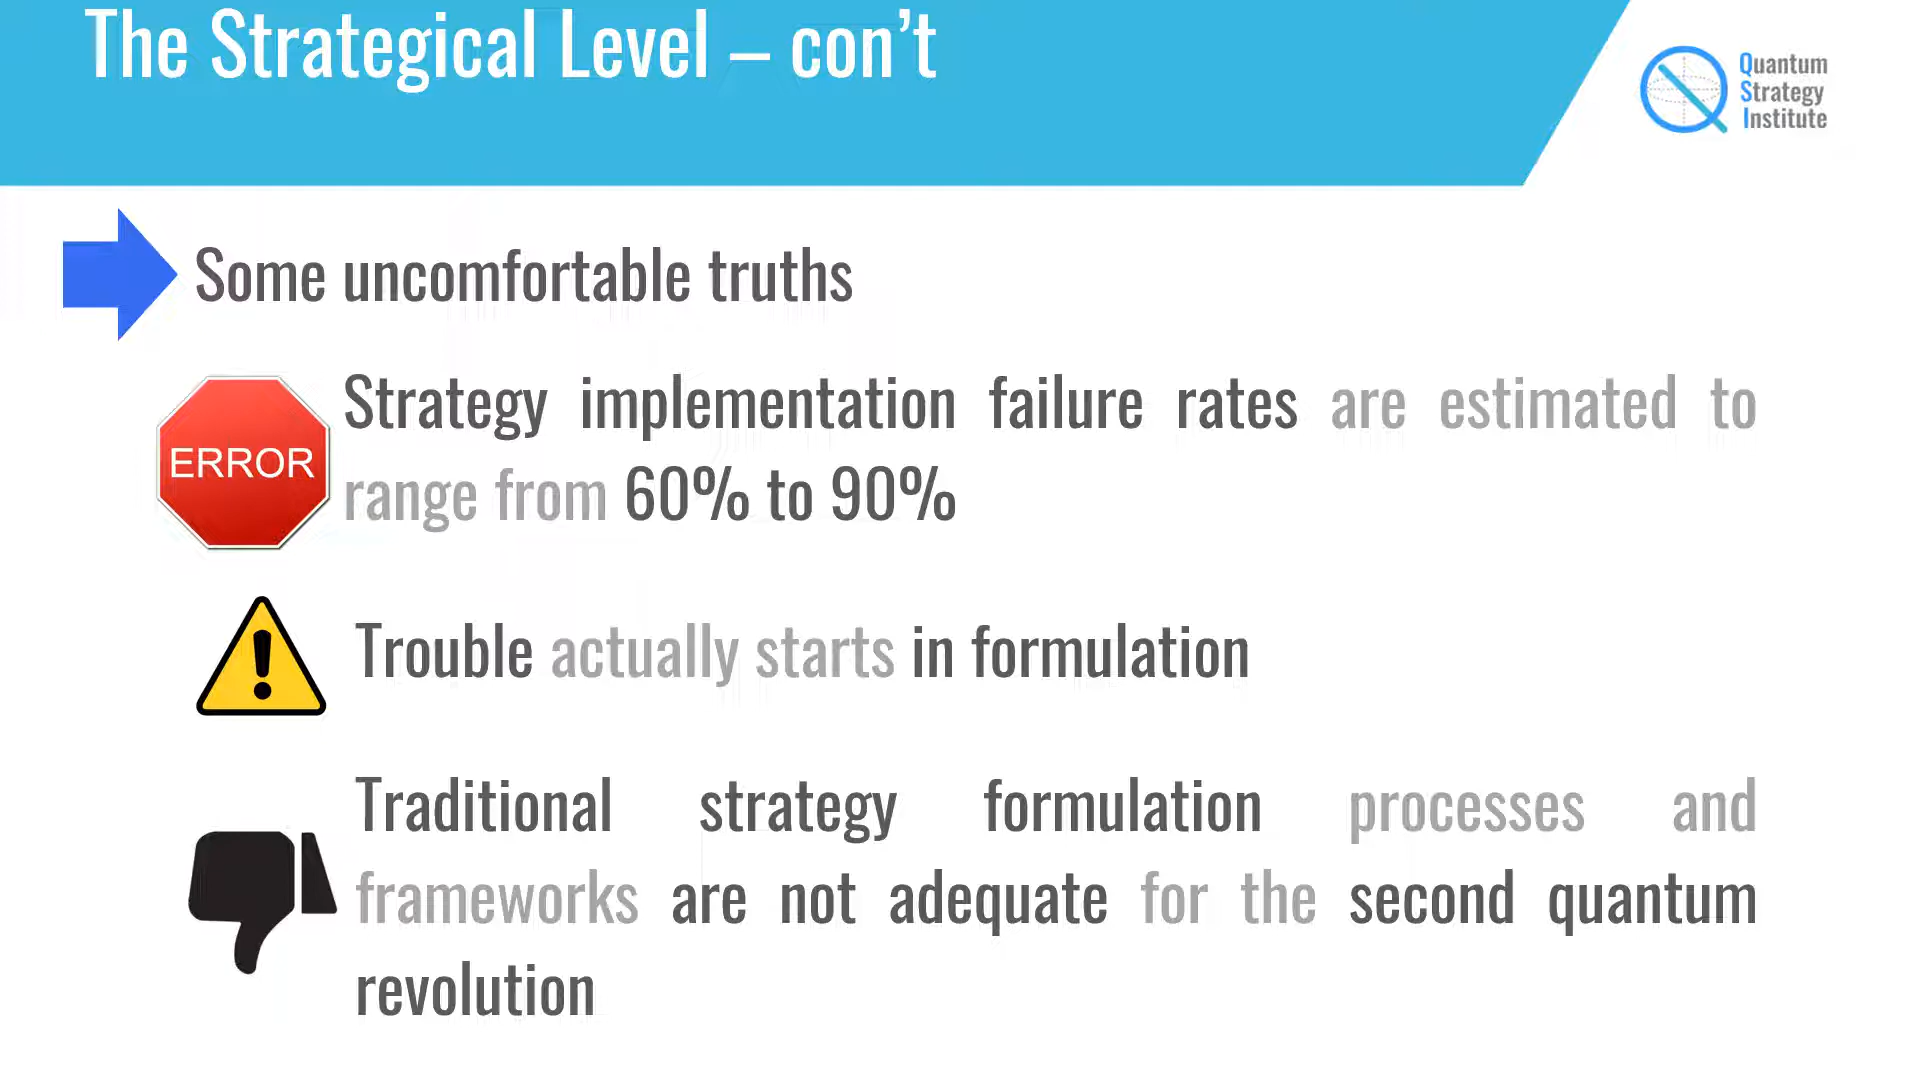 The Strategical Level – con’t
Quantum
Strategy
Institute
Some uncomfortable truths
ERROR
Strategy implementation failure rates are estimated to
range from 60% to 90%
Trouble actually starts in formulation
Traditional strategy formulation processes and
frameworks are not adequate for the second quantum
revolution